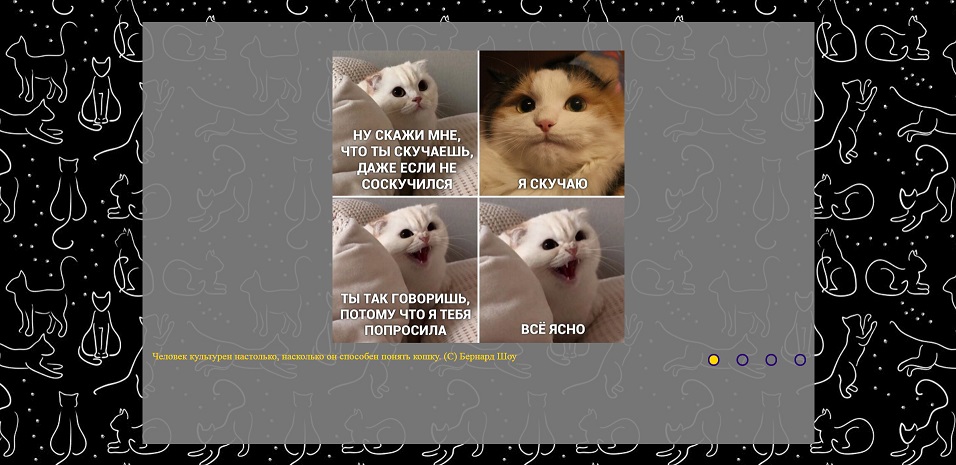 НУ СКАЖИ МНЕ,
ЧТО ТЫ СКУЧАЕШЬ,
ДАЖЕ ЕСЛИ НЕ
СОСКУЧИЛСЯ
Я СКУЧАЮ
ТЫ ТАК ГОВОРИШЬ,
ПОТОМУ ЧТО Я ТЕБЯ
ПОПРОСИЛА
ВСЁ ЯСНО
Человек культурен настолько, насколько он способен понять кошку. (С) Бернард Шоу